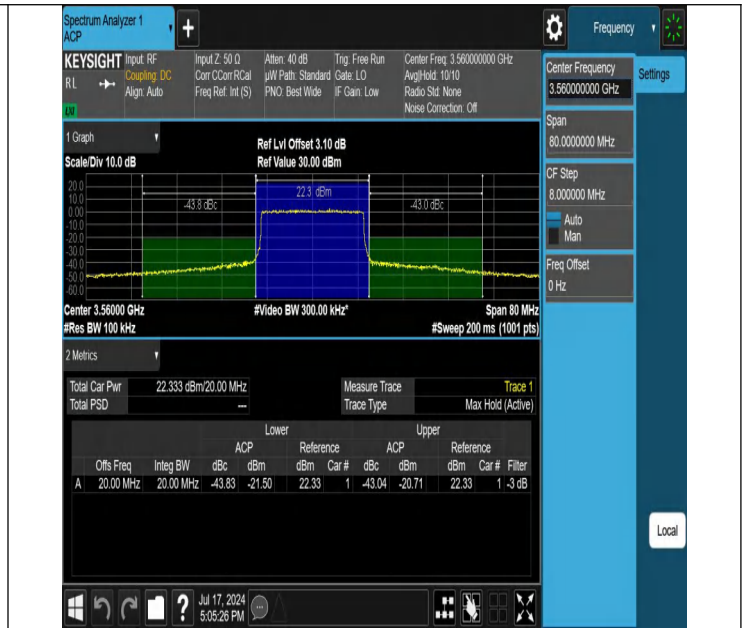 Spectrum Analyzer 1
ACP
Frequency
KEYSIGHT
R L
Input: RF
Coupling: DC
Align: Auto
Input Z: 50 Ω
Corr CCorr RCal
Freq Ref: Int (S)
Atten: 40 dB
µW Path: Standard
PNO: Best Wide
Trig: Free Run
Gate: LO
IF Gain: Low
Center Freq: 3.560000000 GHz
Avg|Hold: 10/10
Radio Std: None
Noise Correction: Off
Center Frequency
3.560000000 GHz
Settings
Span
80.0000000 MHz
CF Step
8.000000 MHz
Auto
Man
Freq Offset
0 Hz
Local
1 Graph
Scale/Div 10.0 dB
Ref Lvl Offset 3.10 dB
Ref Value 30.00 dBm
20.0
10.0
0.00
-10.0
-20.0
-30.0
-40.0
-50.0
-60.0
-43.8 dBc
22.3 dBm
-43.0 dBc
Center 3.56000 GHz
#Video BW 300.00 kHz*
Span 80 MHz
#Res BW 100 kHz
#Sweep 200 ms (1001 pts)
2 Metrics
Total Car Pwr 22.333 dBm/20.00 MHz
Total PSD ---
Measure Trace Trace 1
Trace Type Max Hold (Active)
Lower Upper
ACP Reference ACP Reference
Offs Freq Integ BW dBc dBm dBm Car # dBc dBm dBm Car # Filter
A 20.00 MHz 20.00 MHz -43.83 -21.50 22.33 1 -43.04 -20.71 22.33 1 -3 dB
?
Jul 17, 2024
5:05:26 PM